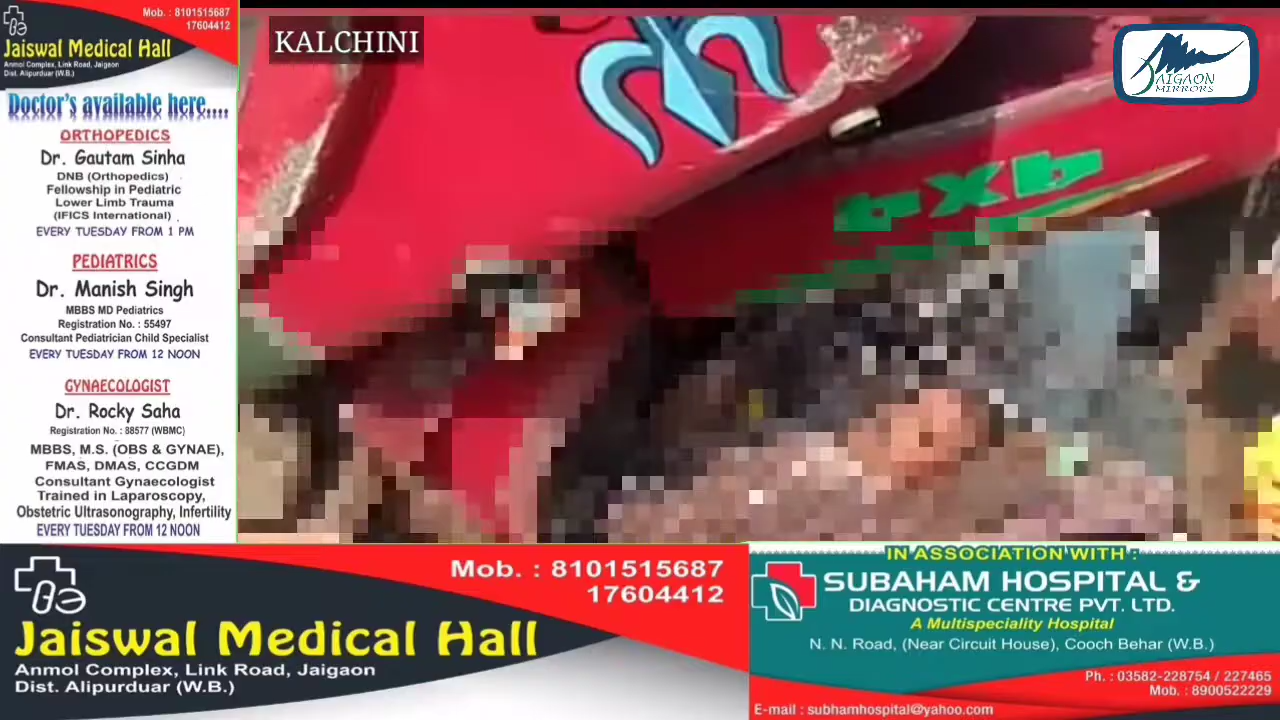 Mob. : 8101515687
17604412
Jaiswal Medical Hall
Anmol Complex, Link Road, Jaigaon
Dist. Alipurduar (W.B.)
Doctor's available here....
ORTHOPEDICS
Dr. Gautam Sinha
DNB (Orthopedics)
Fellowship in Pediatric
Lower Limb Trauma
(IFICS International)
EVERY TUESDAY FROM 1 PM
PEDIATRICS
Dr. Manish Singh
MBBS MD Pediatrics
Registration No. : 55497
Consultant Pediatrician Child Specialist
EVERY TUESDAY FROM 12 NOON
GYNAECOLOGIST
Dr. Rocky Saha
Registration No. : 88577 (WBMC)
MBBS, M.S. (OBS & GYNAE),
FMAS, DMAS, CCGDM
Consultant Gynaecologist
Trained in Laparoscopy,
Obstetric Ultrasonography, Infertility
EVERY TUESDAY FROM 12 NOON
KALCHINI
JAIGAON
MIRRORS
bxb
Mob. : 8101515687
17604412
Jaiswal Medical Hall
Anmol Complex, Link Road, Jaigaon
Dist. Alipurduar (W.B.)
IN ASSOCIATION WITH :
SUBAHAM HOSPITAL &
DIAGNOSTIC CENTRE PVT. LTD.
A Multispeciality Hospital
N. N. Road, (Near Circuit House), Cooch Behar (W.B.)
Ph. : 03582-228754 / 227465
Mob. : 8900522229
E-mail : subhamhospital@yahoo.com